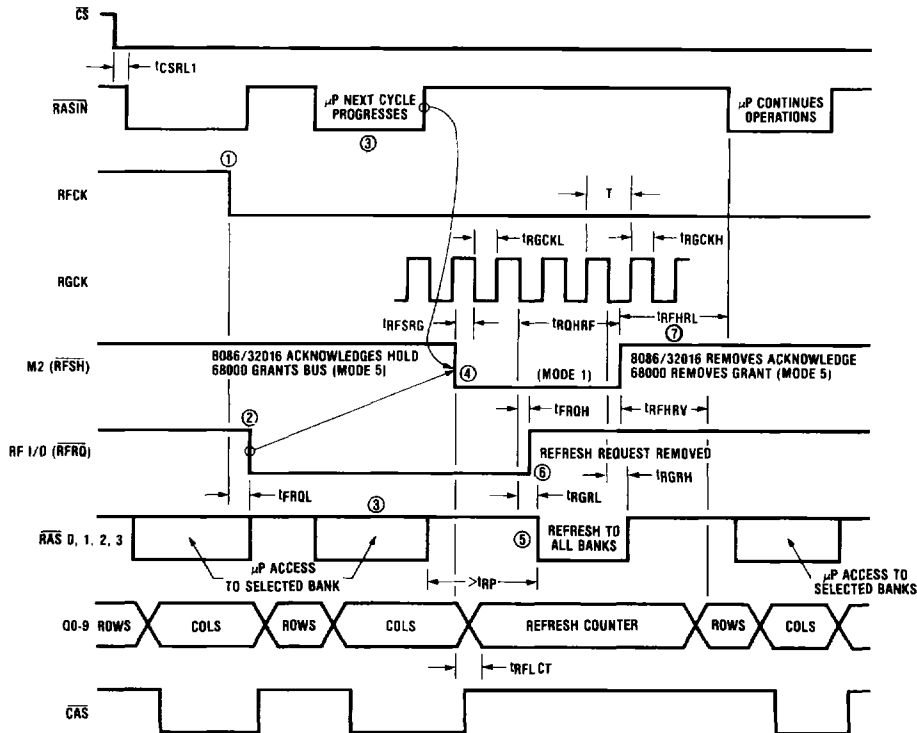 CS
tCSRL1
RASIN
µP NEXT CYCLE
PROGRESSES
③
µP CONTINUES
OPERATIONS
①
RFCK
T
tRGCKL
tRGCKH
RGCK
tRFSRG
tRQHRF
tRFHRL
⑦
M2 (RFSH)
8086/32016 ACKNOWLEDGES HOLD
68000 GRANTS BUS (MODE 5)
④
(MODE 1)
8086/32016 REMOVES ACKNOWLEDGE
68000 REMOVES GRANT (MODE 5)
②
tFRQH
tRFHRV
RF I/O (RFRQ)
REFRESH REQUEST REMOVED
⑥
tFRQL
③
tRGRL
tRGRH
RAS 0, 1, 2, 3
⑤
REFRESH TO
ALL BANKS
µP ACCESS
TO SELECTED BANK
>tRP
µP ACCESS TO
SELECTED BANKS
Q0-9
ROWS
COLS
ROWS
COLS
REFRESH COUNTER
ROWS
COLS
tRFLCT
CAS